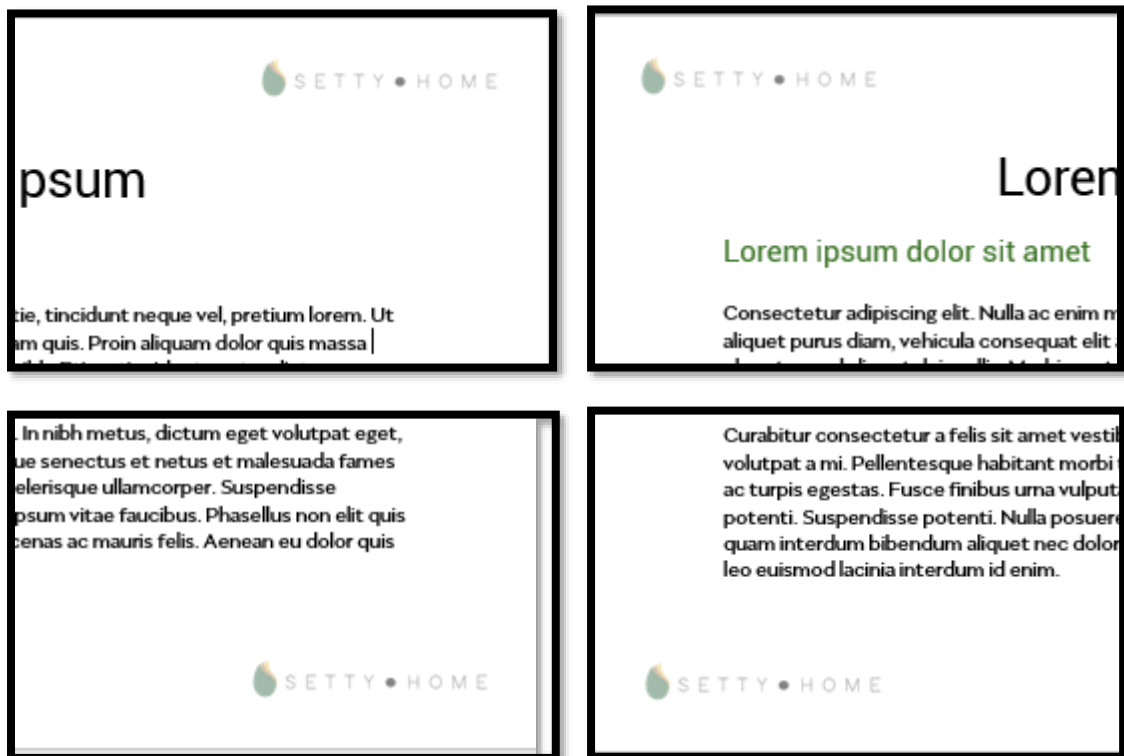 SETTY•HOME
psum
tie, tincidunt neque vel, pretium lorem. Ut
am quis. Proin aliquam dolor quis massa
SETTY•HOME
Lorem
Lorem ipsum dolor sit amet
Consectetur adipiscing elit. Nulla ac enim m
aliquet purus diam, vehicula consequat elit
. In nibh metus, dictum eget volutpat eget,
ue senectus et netus et malesuada fames
elerisque ullamcorper. Suspendisse
psum vitae faucibus. Phasellus non elit quis
cenas ac mauris felis. Aenean eu dolor quis
SETTY•HOME
Curabitur consectetur a felis sit amet vestib
volutpat a mi. Pellentesque habitant morbi
ac turpis egestas. Fusce finibus urna vulput
potenti. Suspendisse potenti. Nulla posuere
quam interdum bibendum aliquet nec dolor
leo euismod lacinia interdum id enim.
SETTY•HOME